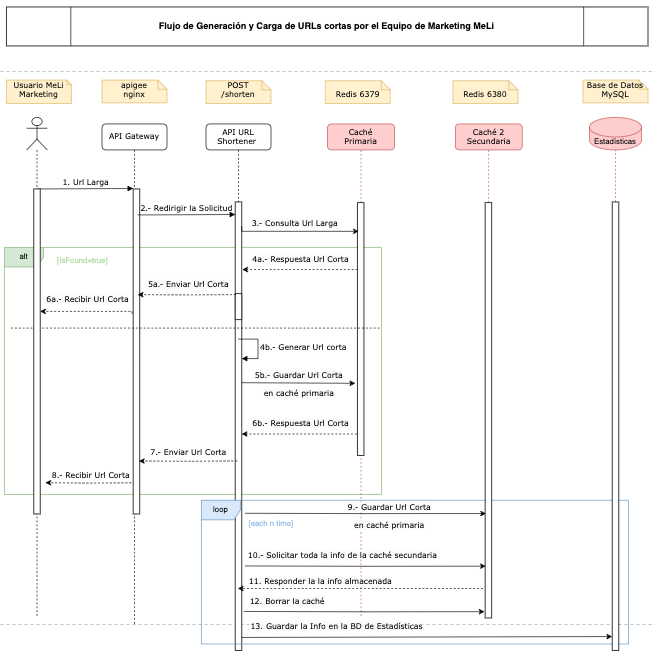 Flujo de Generación y Carga de URLs cortas por el Equipo de Marketing MeLi
Usuario MeLi
Marketing
apigee
nginx
POST
/shorten
Redis 6379
Redis 6380
Base de Datos
MySQL
API Gateway
API URL
Shortener
Caché
Primaria
Caché 2
Secundaria
Estadísticas
1. Url Larga
2.- Redirigir la Solicitud
3.- Consulta Url Larga
alt
[IsFound=true]
4a.- Respuesta Url Corta
5a.- Enviar Url Corta
6a.- Recibir Url Corta
4b.- Generar Url corta
5b.- Guardar Url Corta
en caché primaria
6b.- Respuesta Url Corta
7.- Enviar Url Corta
8.- Recibir Url Corta
loop
[each n time]
9.- Guardar Url Corta
en caché primaria
10.- Solicitar toda la info de la caché secundaria
11. Responder la la info almacenada
12. Borrar la caché
13. Guardar la Info en la BD de Estadísticas